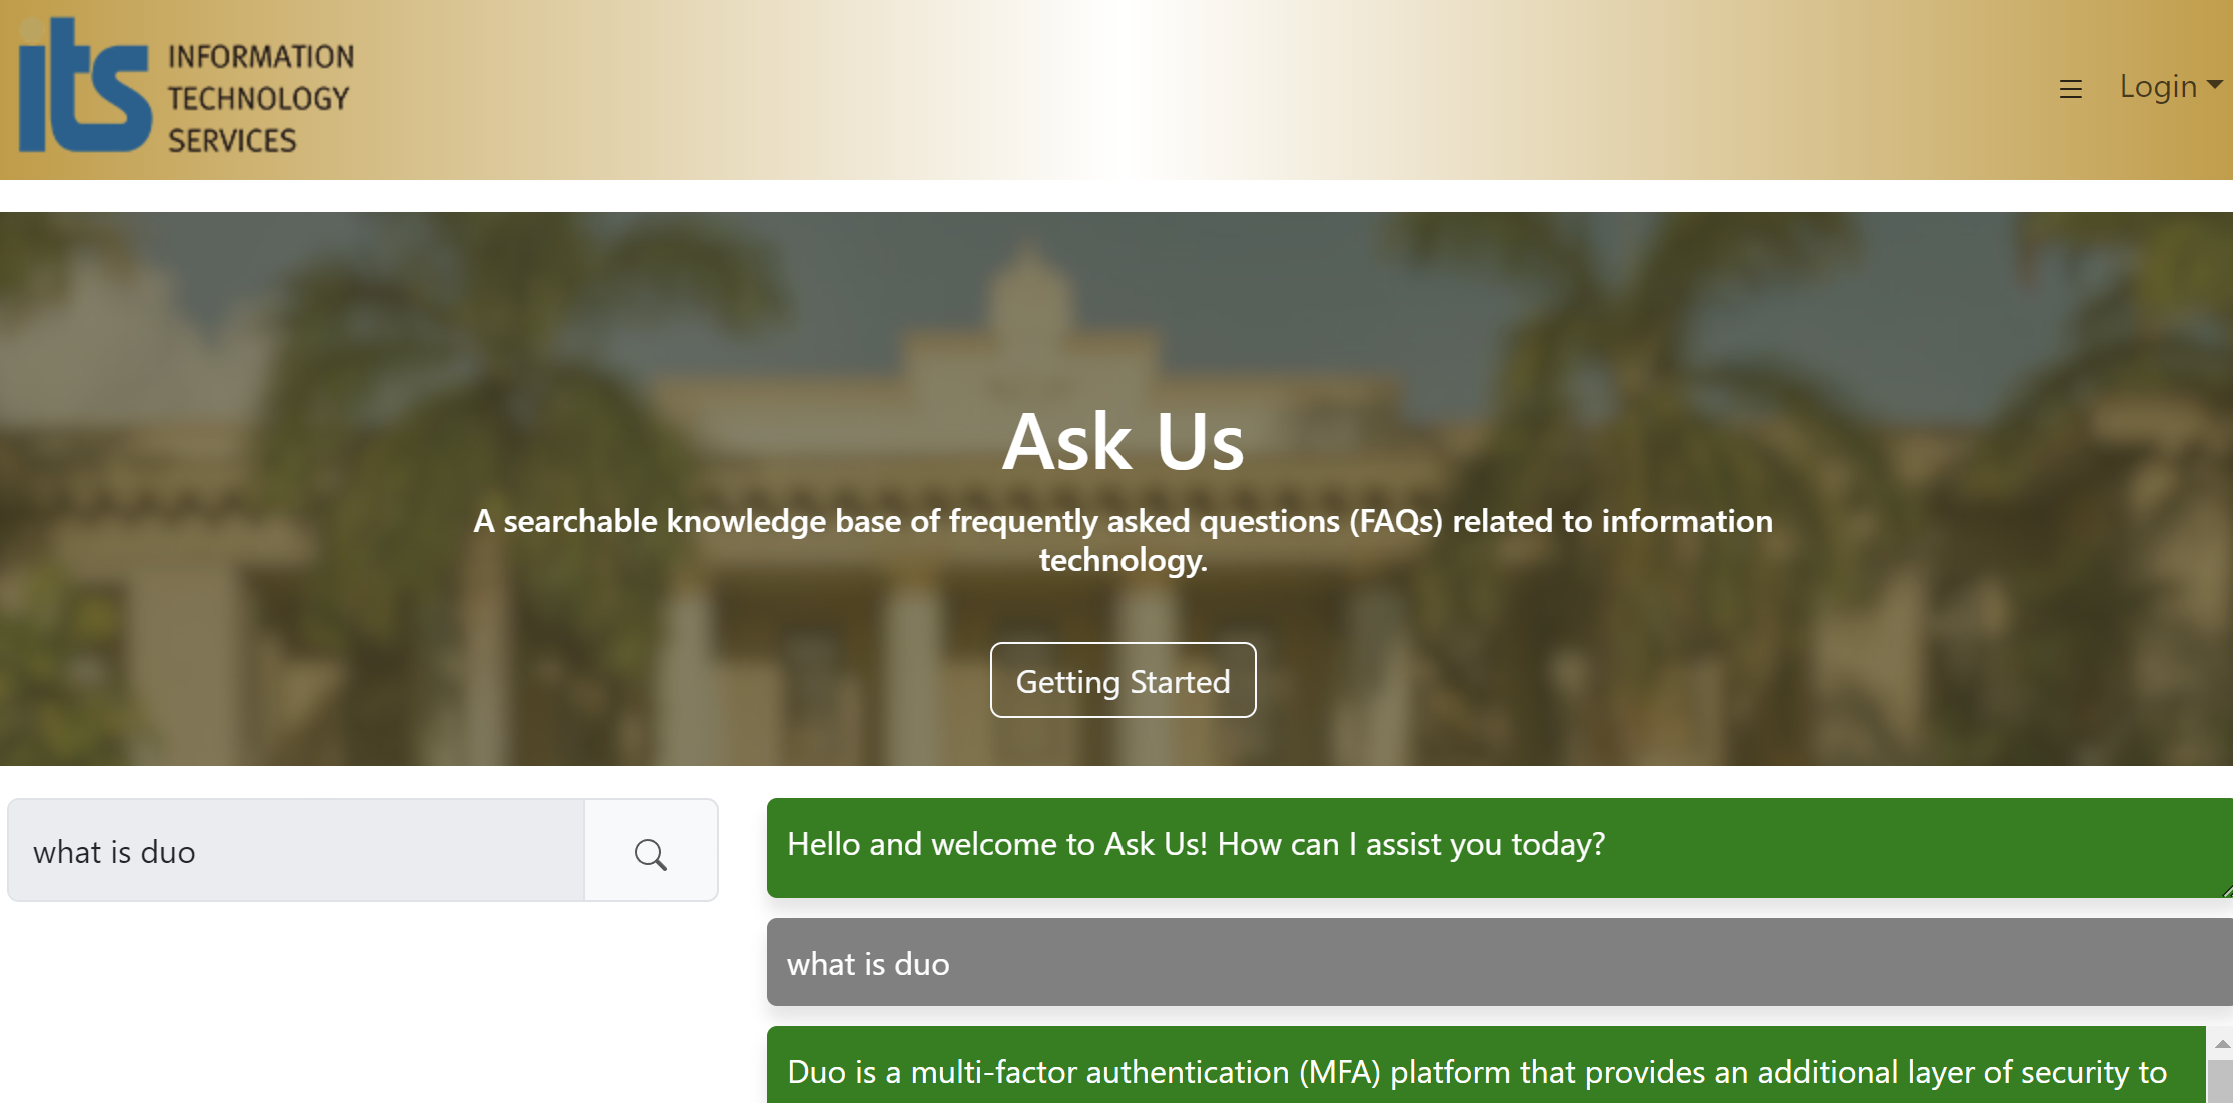 its INFORMATION
TECHNOLOGY
SERVICES
Login
Ask Us
A searchable knowledge base of frequently asked questions (FAQs) related to information
technology.
Getting Started
what is duo
Hello and welcome to Ask Us! How can I assist you today?
what is duo
Duo is a multi-factor authentication (MFA) platform that provides an additional layer of security to